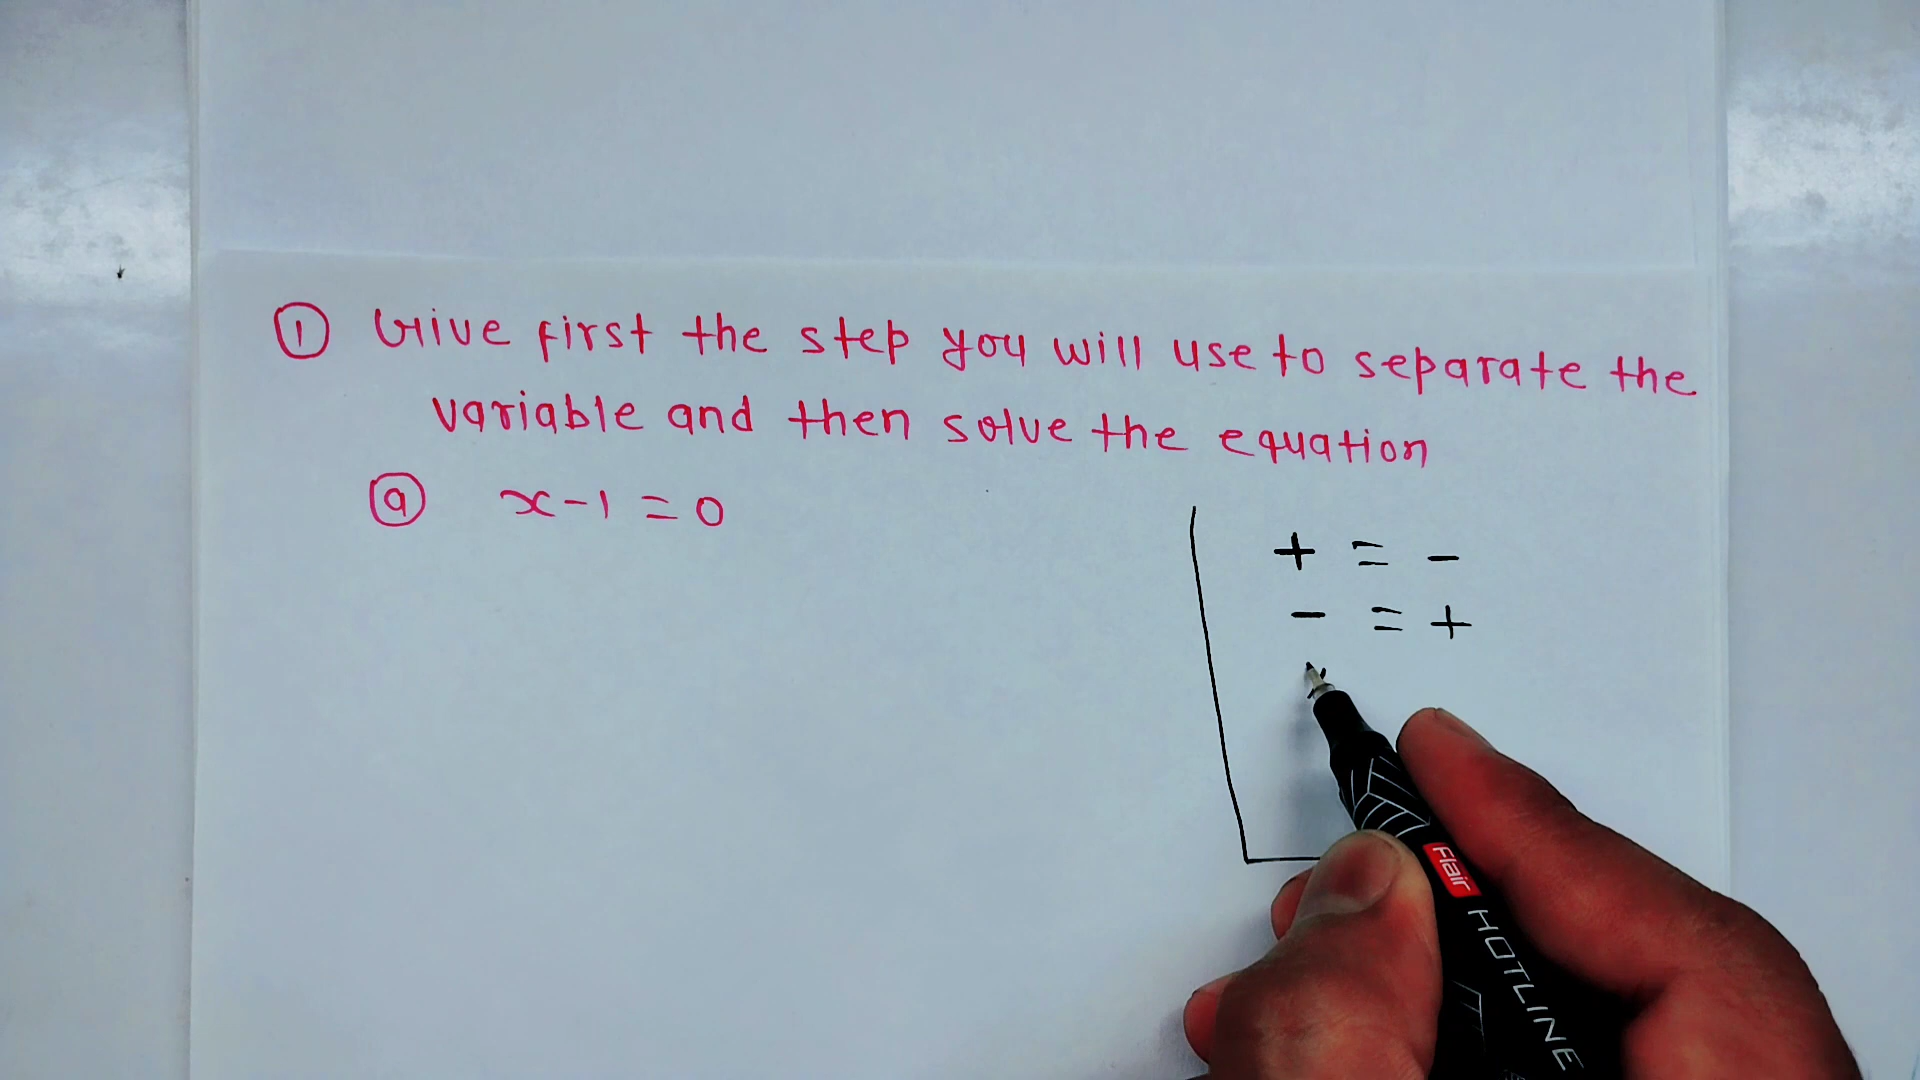 ① Give first the step you will use to separate the
variable and then solve the equation
ⓐ x-1=0
+ = -
- = +
Flair HOTLINE